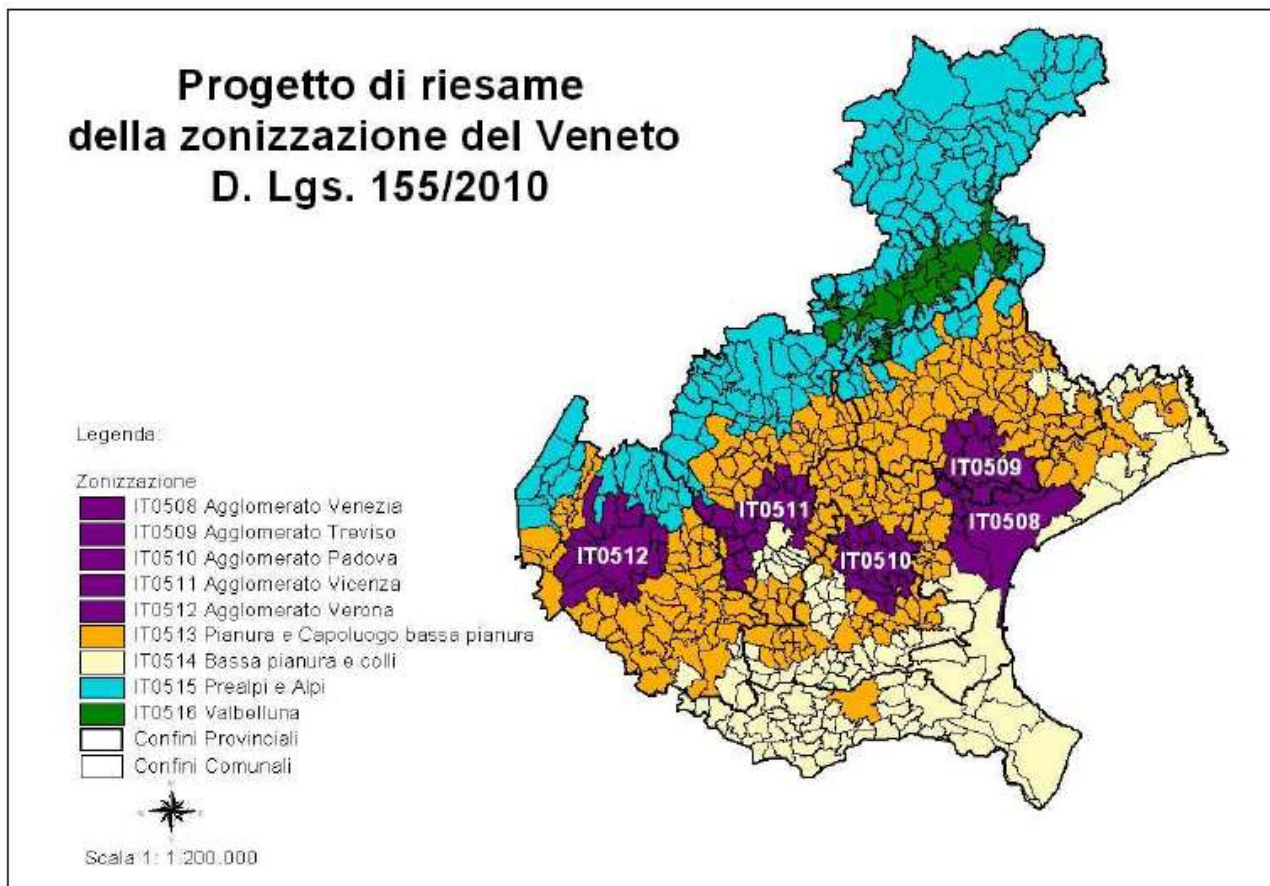 Progetto di riesame
della zonizzazione del Veneto
D. Lgs. 155/2010
IT0509
IT0508
IT0511
IT0512
IT0510
Legenda:
Zonizzazione
IT0508 Agglomerato Venezia
IT0509 Agglomerato Treviso
IT0510 Agglomerato Padova
IT0511 Agglomerato Vicenza
IT0512 Agglomerato Verona
IT0513 Pianura e Capoluogo bassa pianura
IT0514 Bassa pianura e colli
IT0515 Prealpi e Alpi
IT0516 Valbelluna
Confini Provinciali
Confini Comunali
Scala 1: 1.200.000